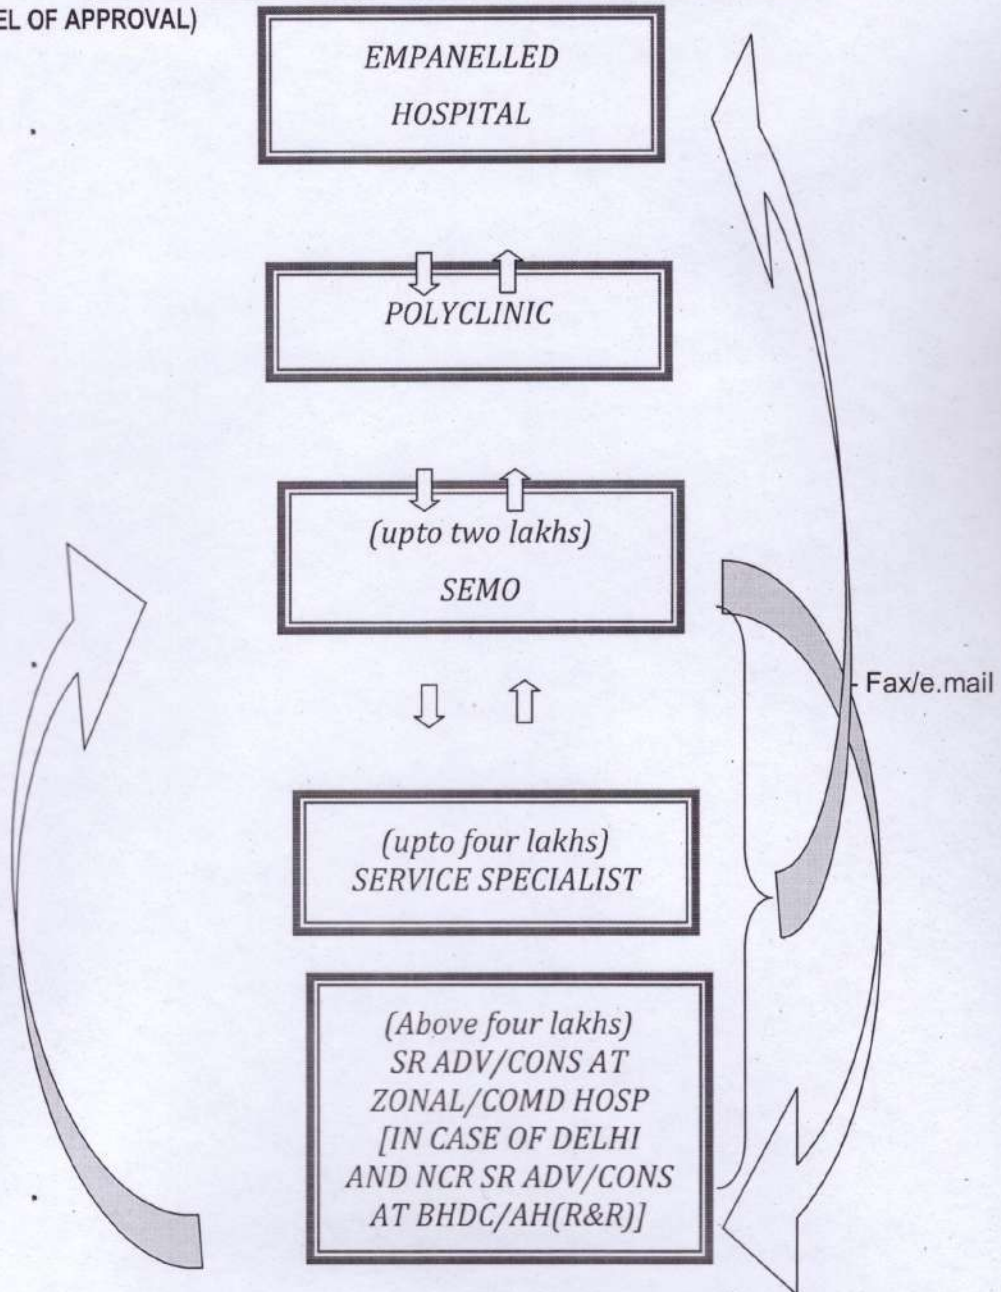 EL OF APPROVAL)
EMPANELLED
HOSPITAL
POLYCLINIC
(upto two lakhs)
SEMO
Fax/e.mail
(upto four lakhs)
SERVICE SPECIALIST
(Above four lakhs)
SR ADV/CONS AT
ZONAL/COMD HOSP
[IN CASE OF DELHI
AND NCR SR ADV/CONS
AT BHDC/AH(R&R)]